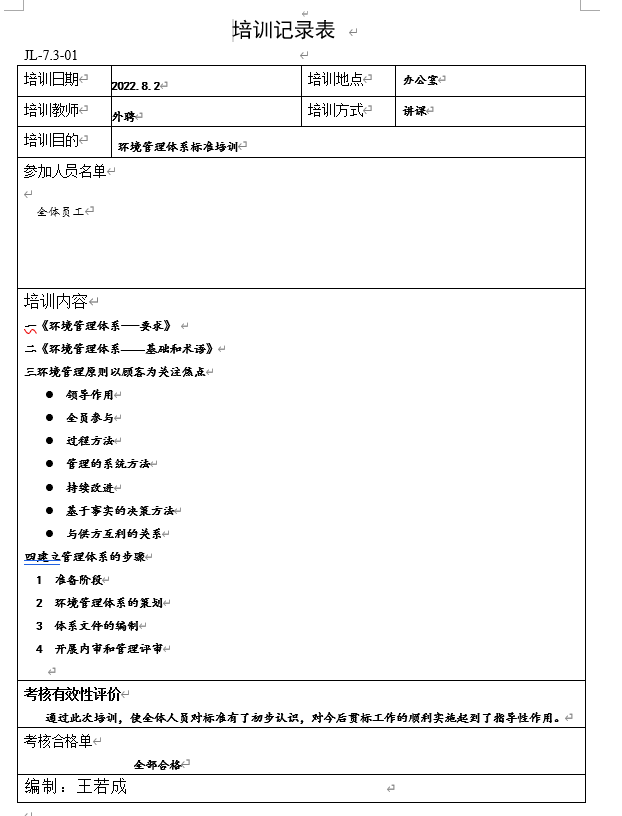 培训记录表
JL-7.3-01
培训日期 2022.8.2 培训地点 办公室
培训教师 外聘 培训方式 讲课
培训目的 环境管理体系标准培训
参加人员名单
全体员工
培训内容
一《环境管理体系——要求》
二《环境管理体系——基础和术语》
三环境管理原则以顾客为关注焦点
● 领导作用
● 全员参与
● 过程方法
● 管理的系统方法
● 持续改进
● 基于事实的决策方法
● 与供方互利的关系
四建立管理体系的步骤
1 准备阶段
2 环境管理体系的策划
3 体系文件的编制
4 开展内审和管理评审
考核有效性评价
通过此次培训，使全体人员对标准有了初步认识，对今后贯标工作的顺利实施起到了指导性作用。
考核合格单
全部合格
编制：王若成